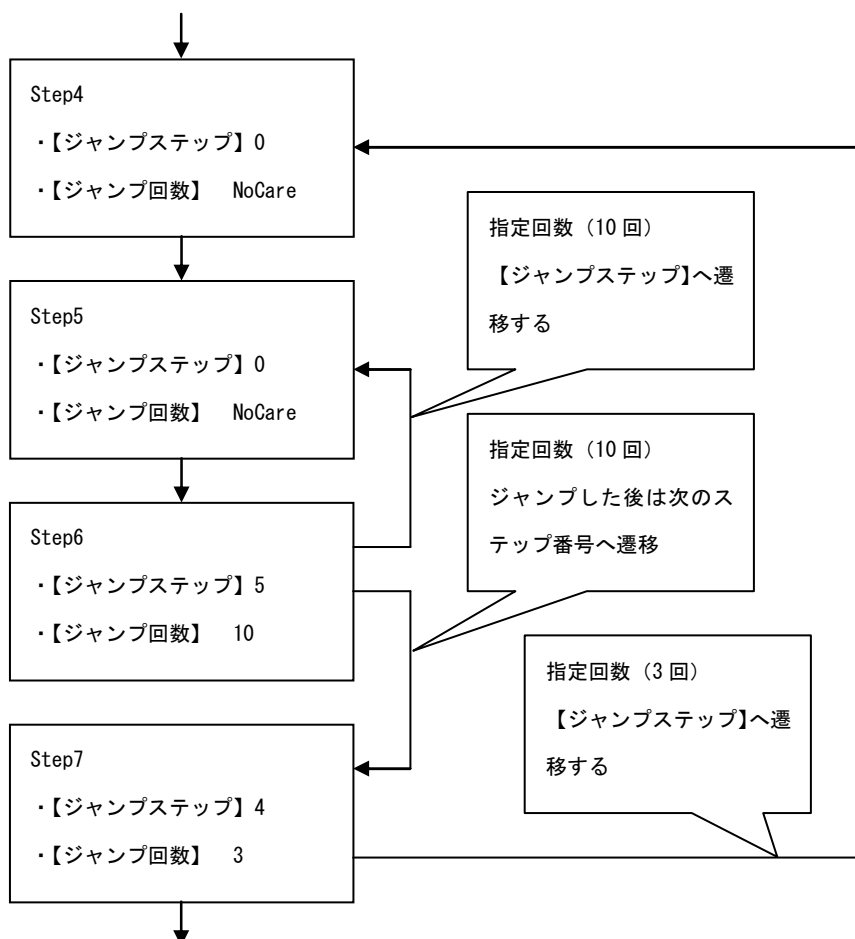 Step4
・【ジャンプステップ】0
・【ジャンプ回数】 NoCare
指定回数（10 回）
【ジャンプステップ】へ遷
移する
Step5
・【ジャンプステップ】0
・【ジャンプ回数】 NoCare
指定回数（10 回）
ジャンプした後は次のス
テップ番号へ遷移
Step6
・【ジャンプステップ】5
・【ジャンプ回数】 10
指定回数（3 回）
【ジャンプステップ】へ遷
移する
Step7
・【ジャンプステップ】4
・【ジャンプ回数】 3